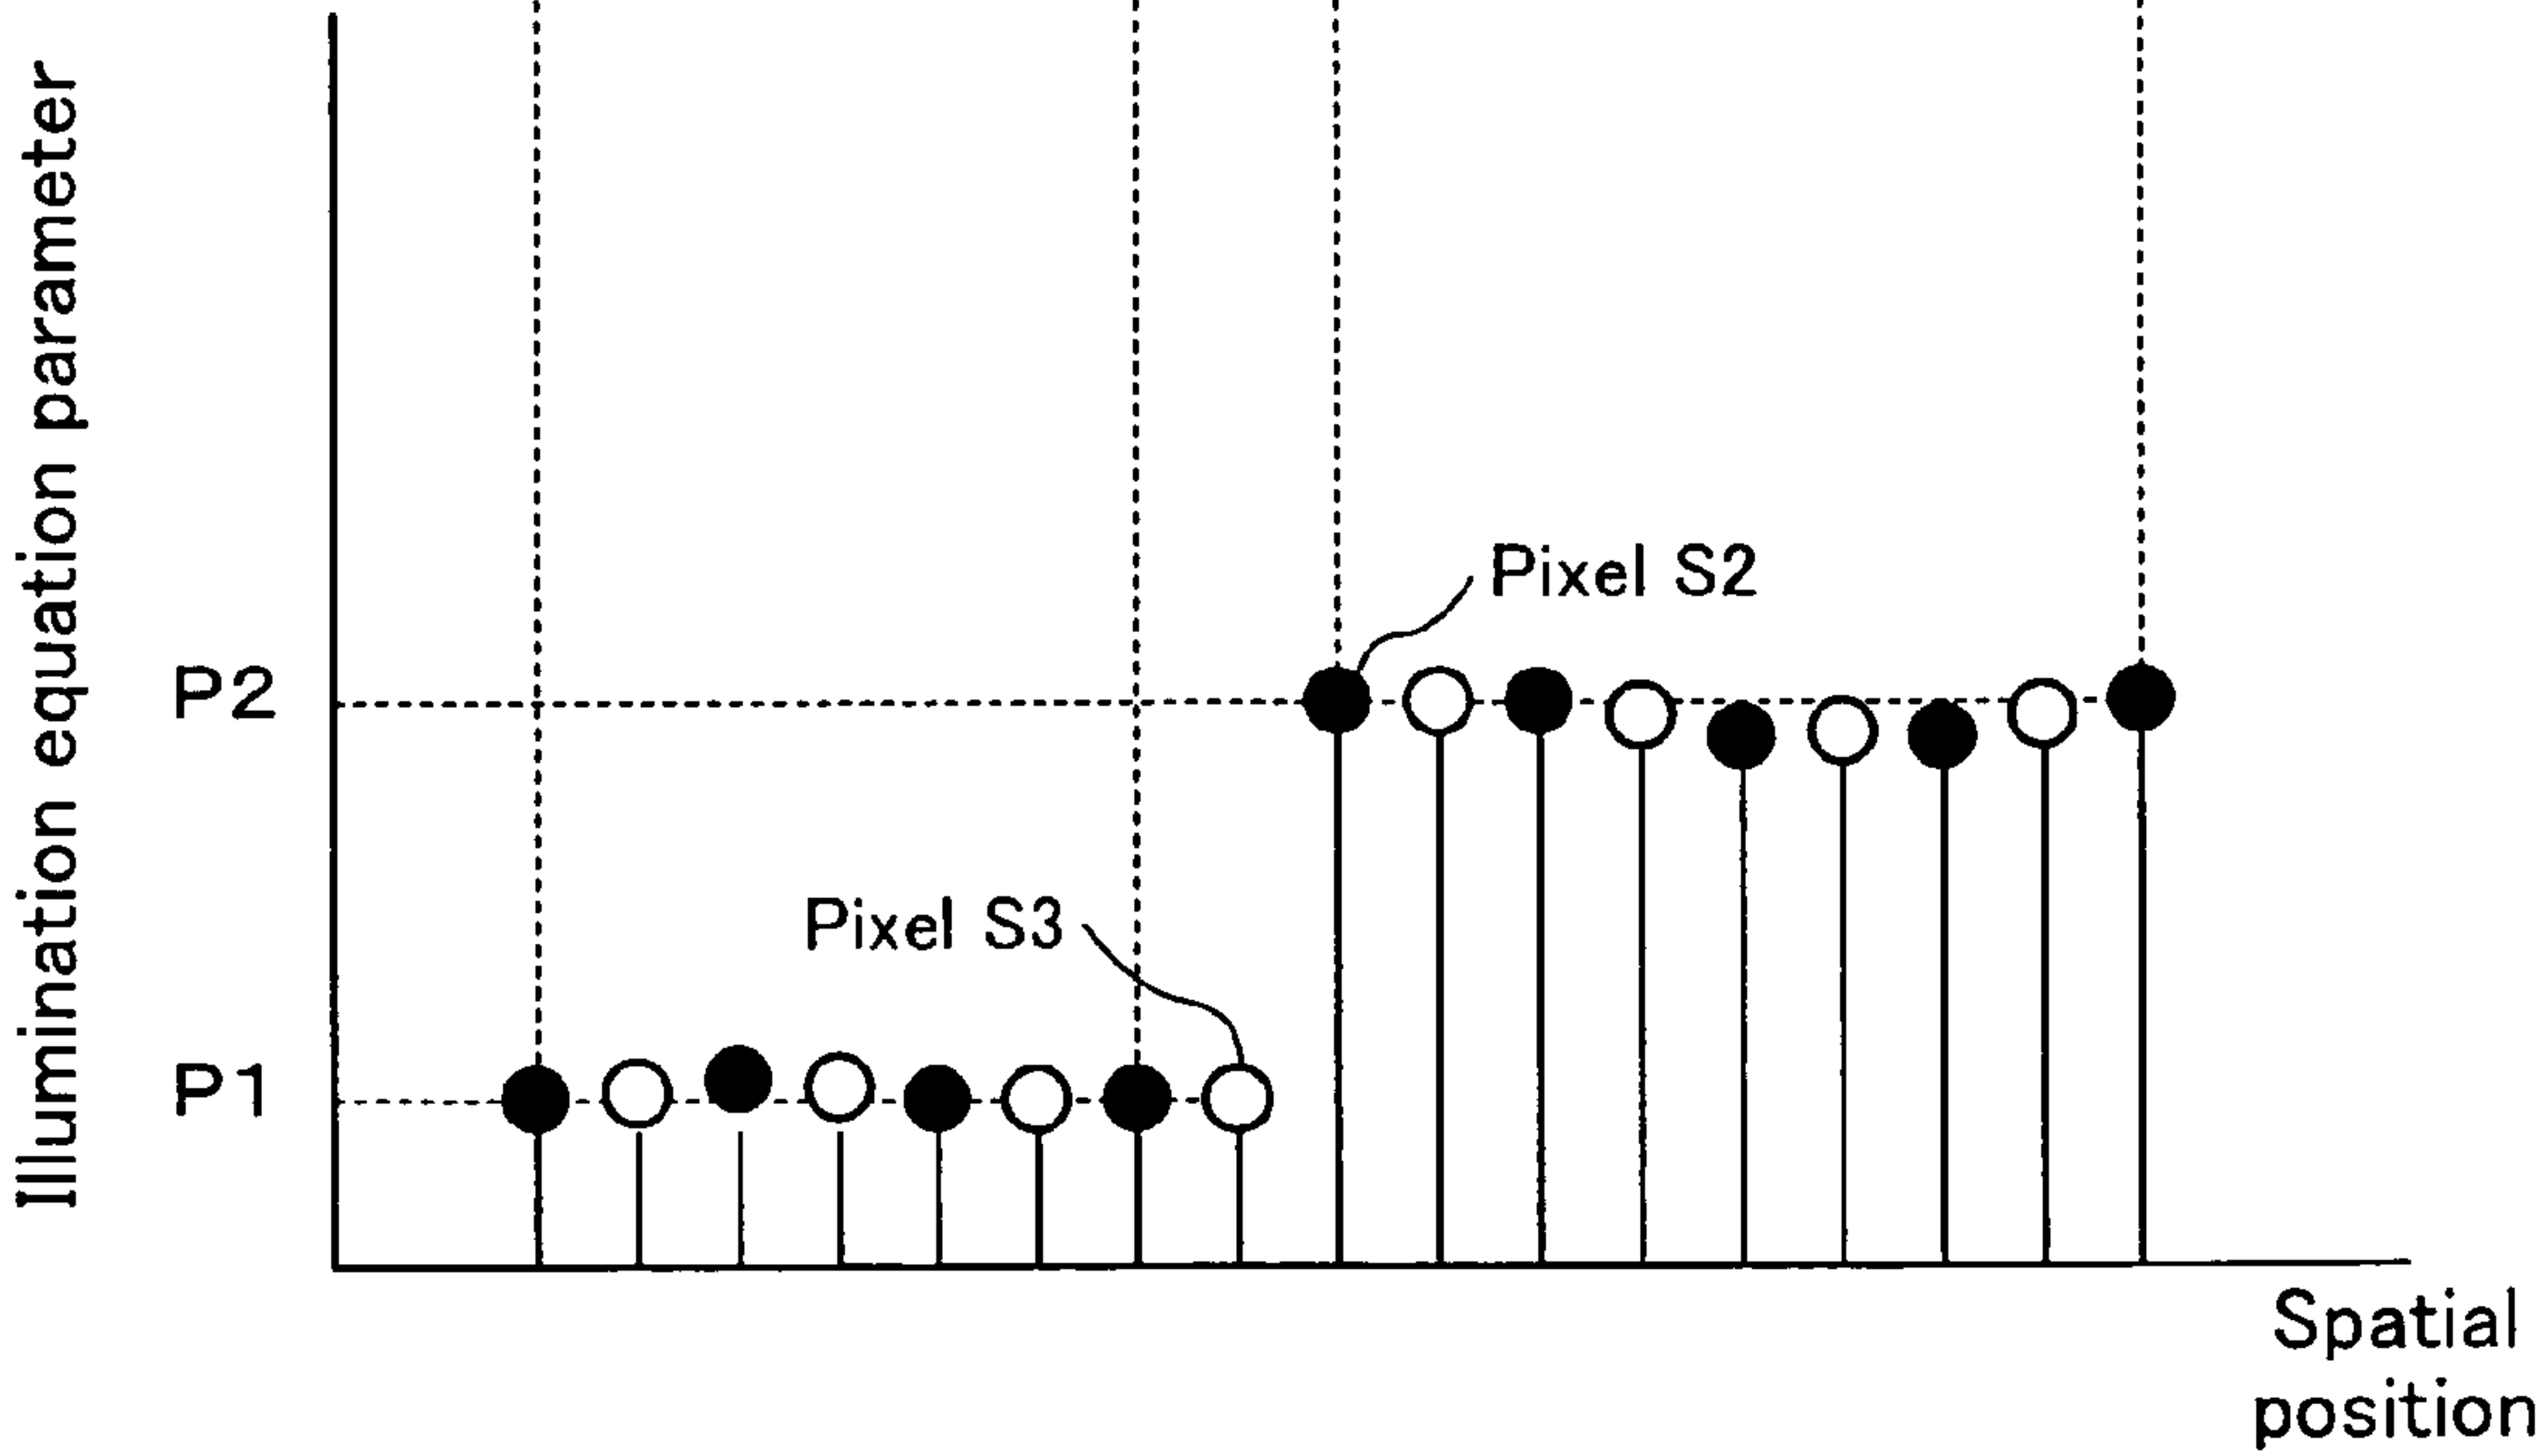 Illumination equation parameter
Pixel S2
P2
Pixel S3
P1
Spatial
position